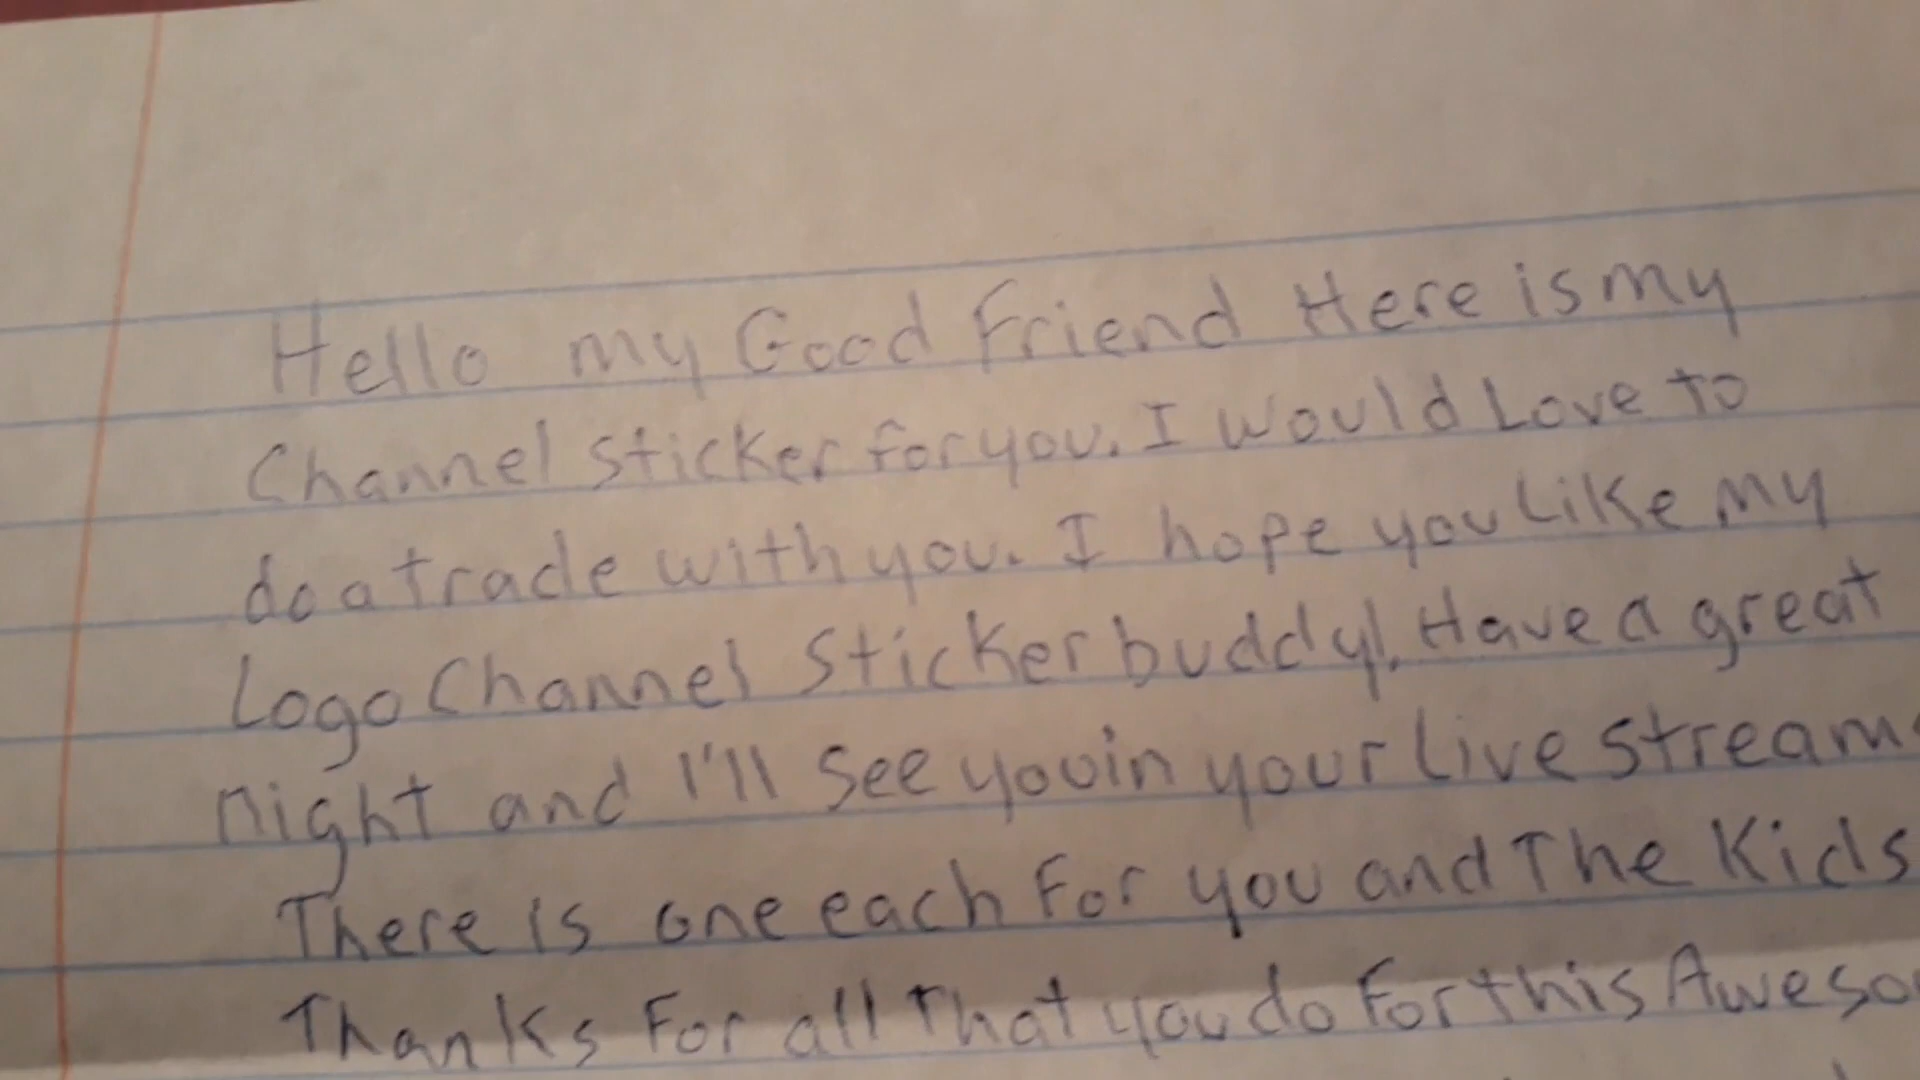 Hello my Good Friend Here is my
Channel Sticker for you. I would Love to
do a trade with you. I hope you Like My
Logo Channel Sticker buddy!. Have a great
night and I'll See you in your Live Stream
There is one each For you and The Kids
Thanks For all That you do For this